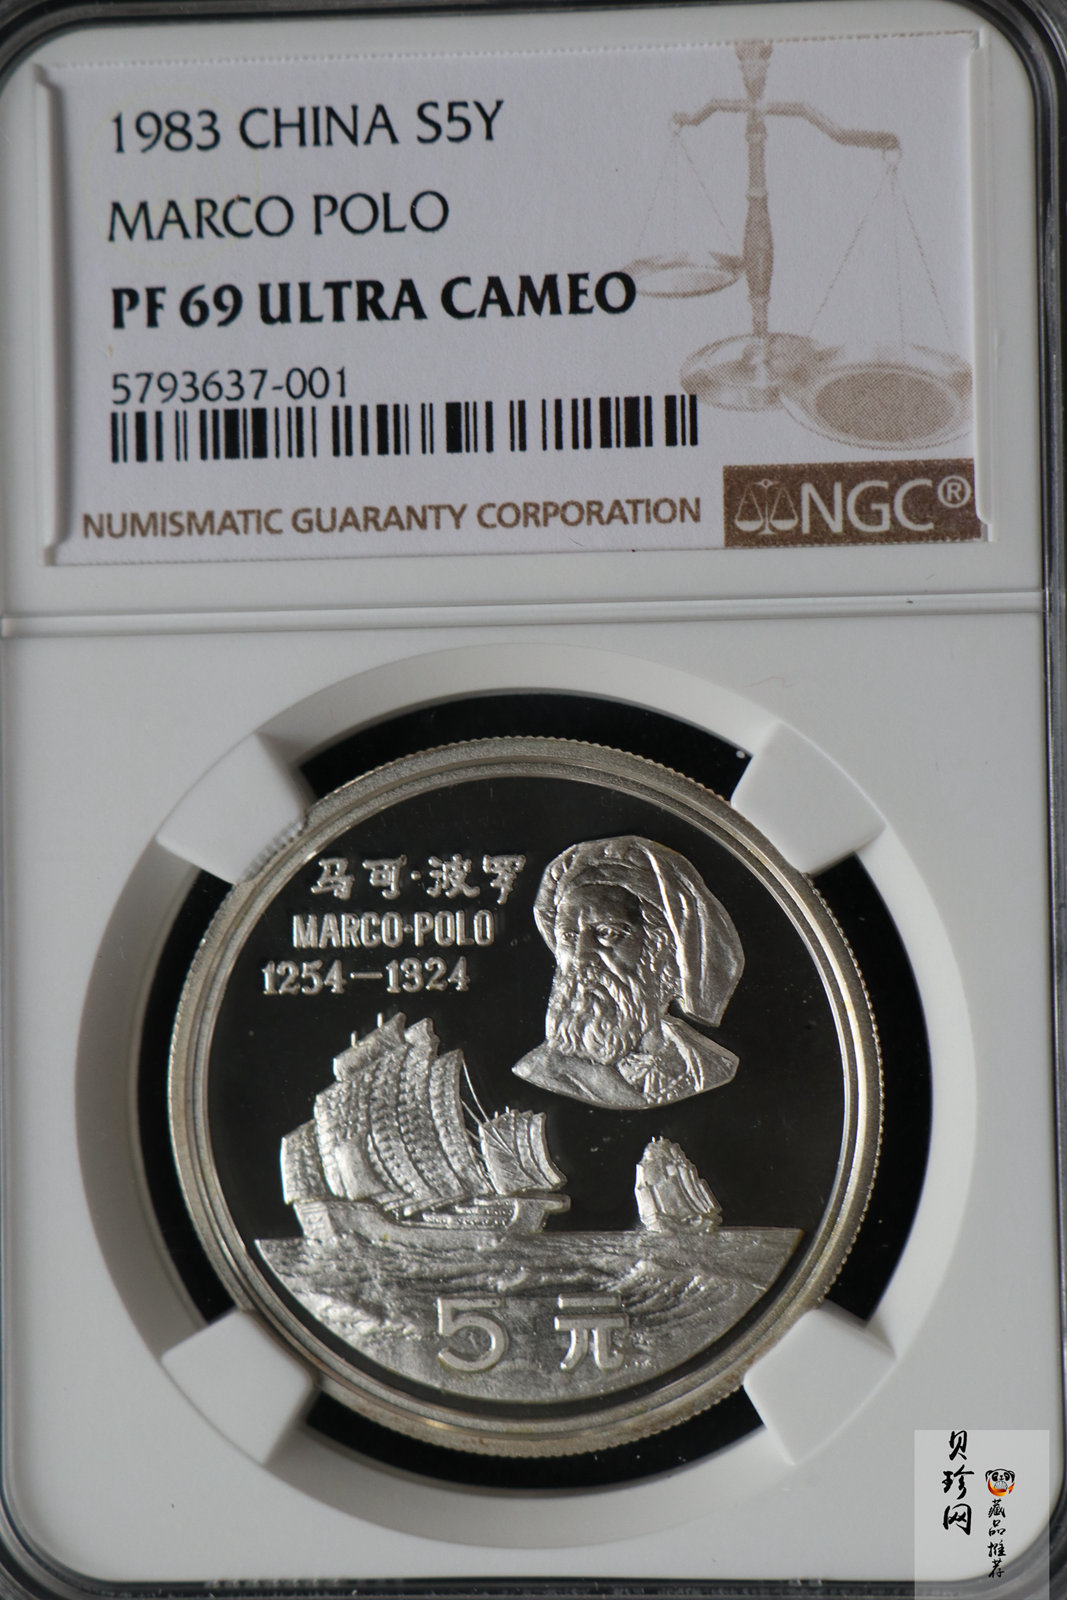 1983 CHINA S5Y
MARCO POLO
PF 69 ULTRA CAMEO
5793637-001
NUMISMATIC GUARANTY CORPORATION
NGC®
马可·波罗
MARCO·POLO
1254—1324
5元
贝珍网
藏品推荐